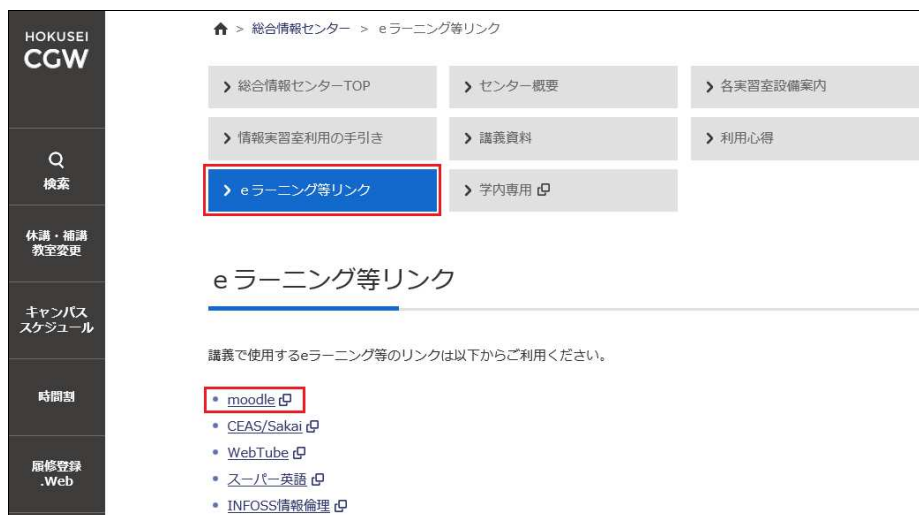 HOKUSEI
CGW
検索
休講・補講
教室変更
キャンパス
スケジュール
時間割
履修登録
.Web
> 総合情報センター > eラーニング等リンク
総合情報センターTOP
センター概要
各実習室設備案内
情報実習室利用の手引き
講義資料
利用心得
eラーニング等リンク
学内専用
eラーニング等リンク
講義で使用するeラーニング等のリンクは以下からご利用ください。
moodle
CEAS/Sakai
WebTube
スーパー英語
INFOSS情報倫理